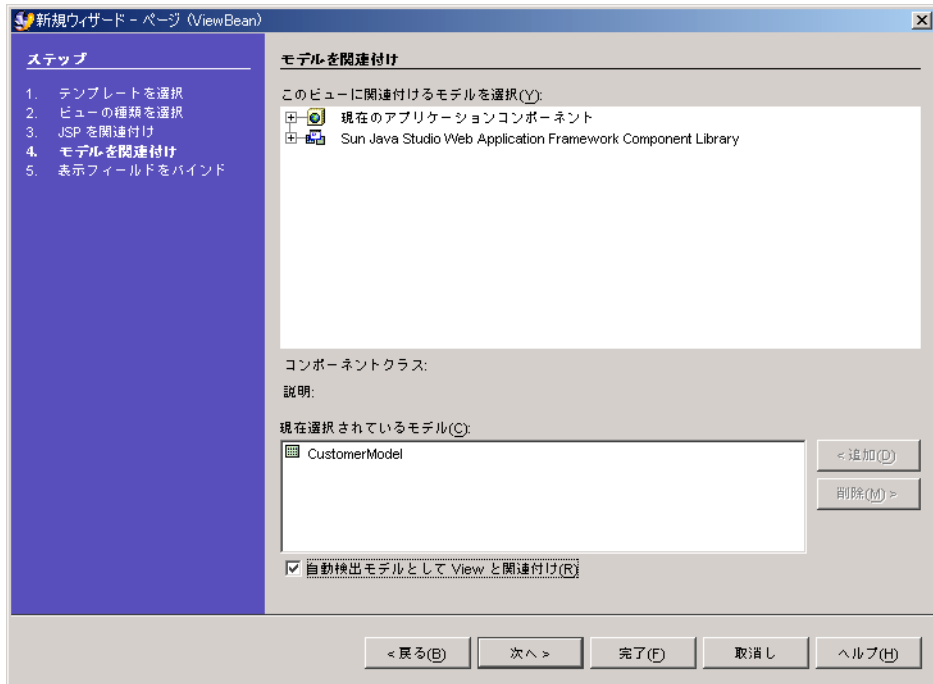 新規ウィザード - ページ (ViewBean)
ステップ
1. テンプレートを選択
2. ビューの種類を選択
3. JSP を関連付け
4. モデルを関連付け
5. 表示フィールドをバインド
モデルを関連付け
このビューに関連付けるモデルを選択(Y):
現在のアプリケーションコンポーネント
Sun Java Studio Web Application Framework Component Library
コンポーネントクラス:
説明:
現在選択されているモデル(C):
CustomerModel
< 追加(D)
削除(M) >
自動検出モデルとして View と関連付け(R)
< 戻る(B)
次へ >
完了(F)
取消し
ヘルプ(H)